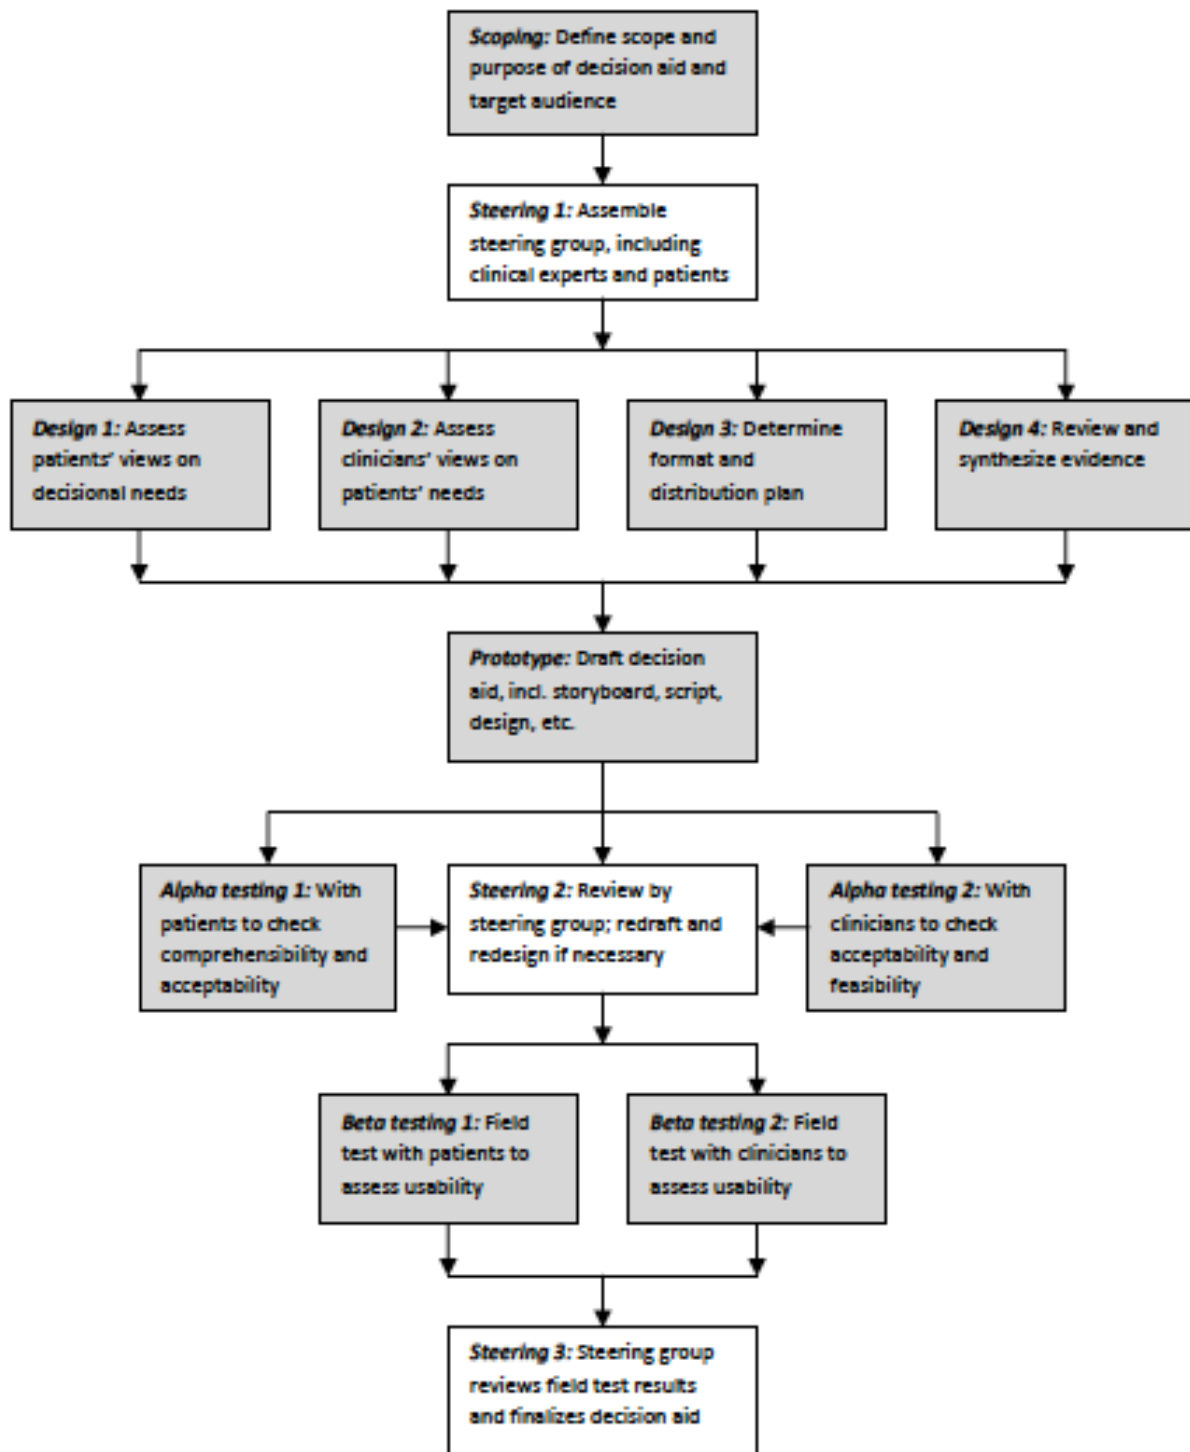 Scoping: Define scope and
purpose of decision aid and
target audience
Steering 1: Assemble
steering group, including
clinical experts and patients
Design 1: Assess
patients' views on
decisional needs
Design 2: Assess
clinicians' views on
patients' needs
Design 3: Determine
format and
distribution plan
Design 4: Review and
synthesize evidence
Prototype: Draft decision
aid, incl. storyboard, script,
design, etc.
Alpha testing 1: With
patients to check
comprehensibility and
acceptability
Steering 2: Review by
steering group; redraft and
redesign if necessary
Alpha testing 2: With
clinicians to check
acceptability and
feasibility
Beta testing 1: Field
test with patients to
assess usability
Beta testing 2: Field
test with clinicians to
assess usability
Steering 3: Steering group
reviews field test results
and finalizes decision aid